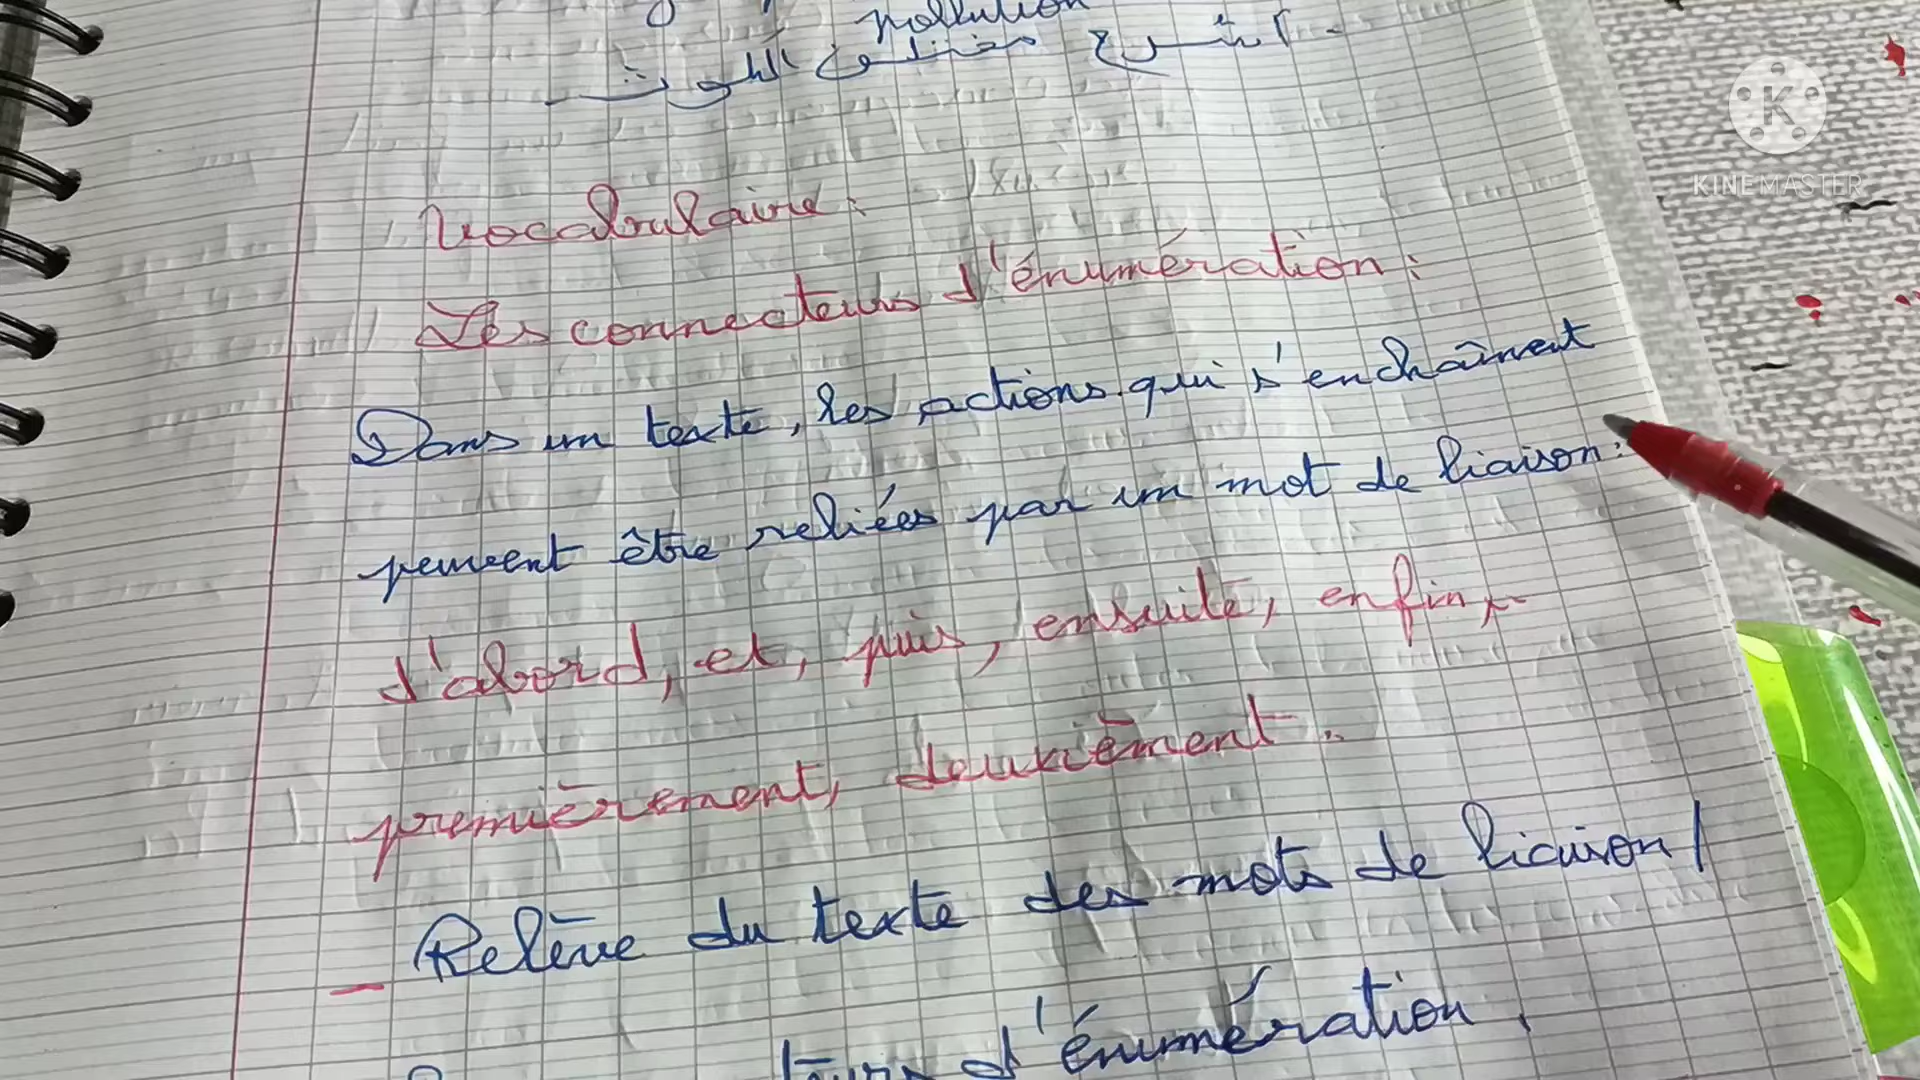 pollution
Vocabulaire :
Les connecteurs d'énumération :
Dans un texte, les actions qui s'enchaînent
peuvent être reliées par un mot de liaison :
d'abord, et, puis, ensuite, enfin,
premièrement, deuxièment..
- Relève du texte des mots de liaison /
d'énumération.
KINEMASTER